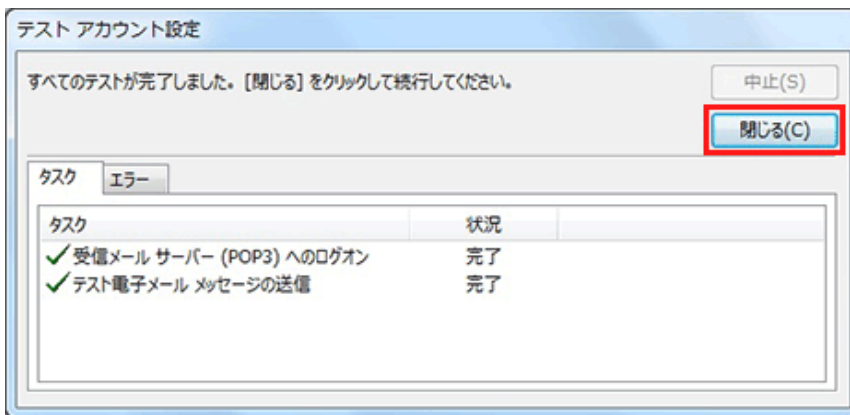 テスト アカウント設定
すべてのテストが完了しました。[閉じる] をクリックして続行してください。
中止(S)
閉じる(C)
タスク エラー
タスク 状況
受信メール サーバー (POP3) へのログオン 完了
テスト電子メール メッセージの送信 完了